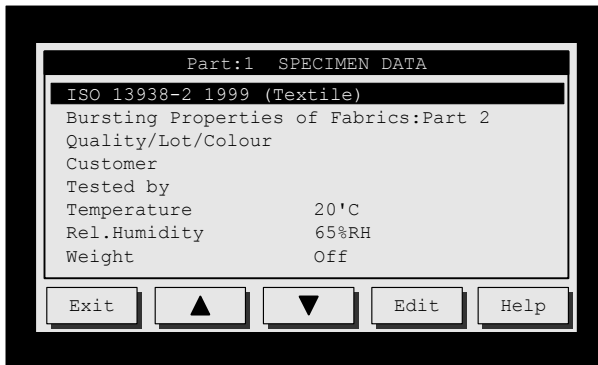 Part:1 SPECIMEN DATA
ISO 13938-2 1999 (Textile)
Bursting Properties of Fabrics:Part 2
Quality/Lot/Colour
Customer
Tested by
Temperature 20'C
Rel.Humidity 65%RH
Weight Off
Exit ▲ ▼ Edit Help